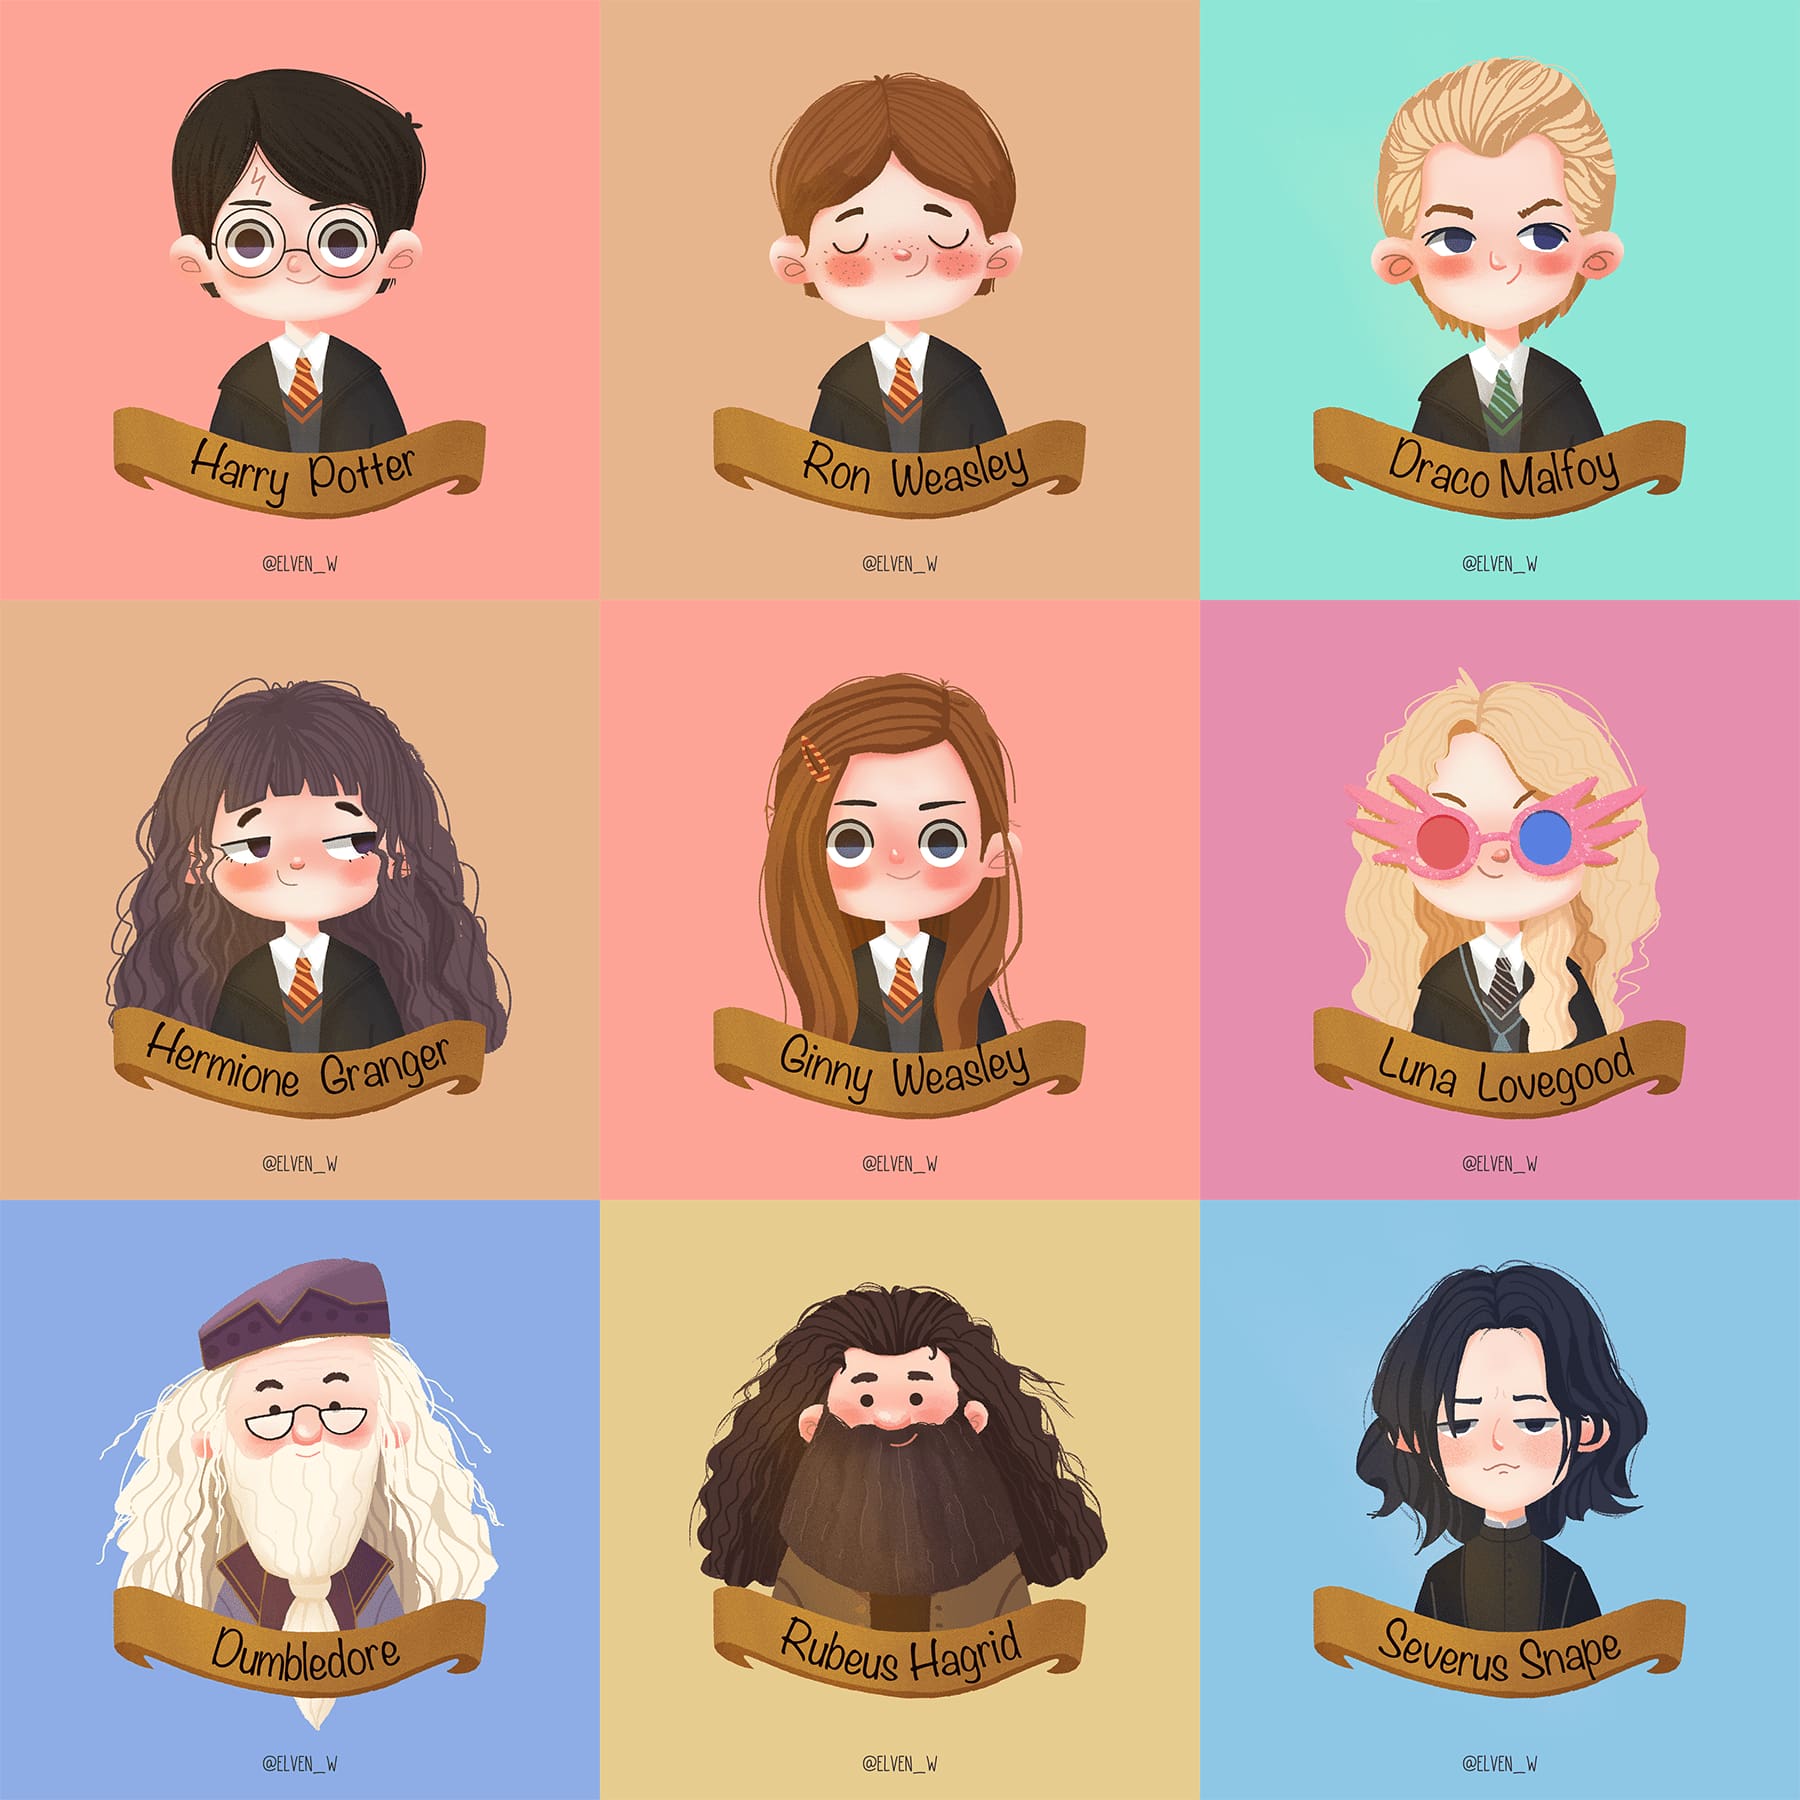 Harry Potter
@ELVEN_W
Ron Weasley
@ELVEN_W
Draco Malfoy
@ELVEN_W
Hermione Granger
@ELVEN_W
Ginny Weasley
@ELVEN_W
Luna Lovegood
@ELVEN_W
Dumbledore
@ELVEN_W
Rubeus Hagrid
@ELVEN_W
Severus Snape
@ELVEN_W